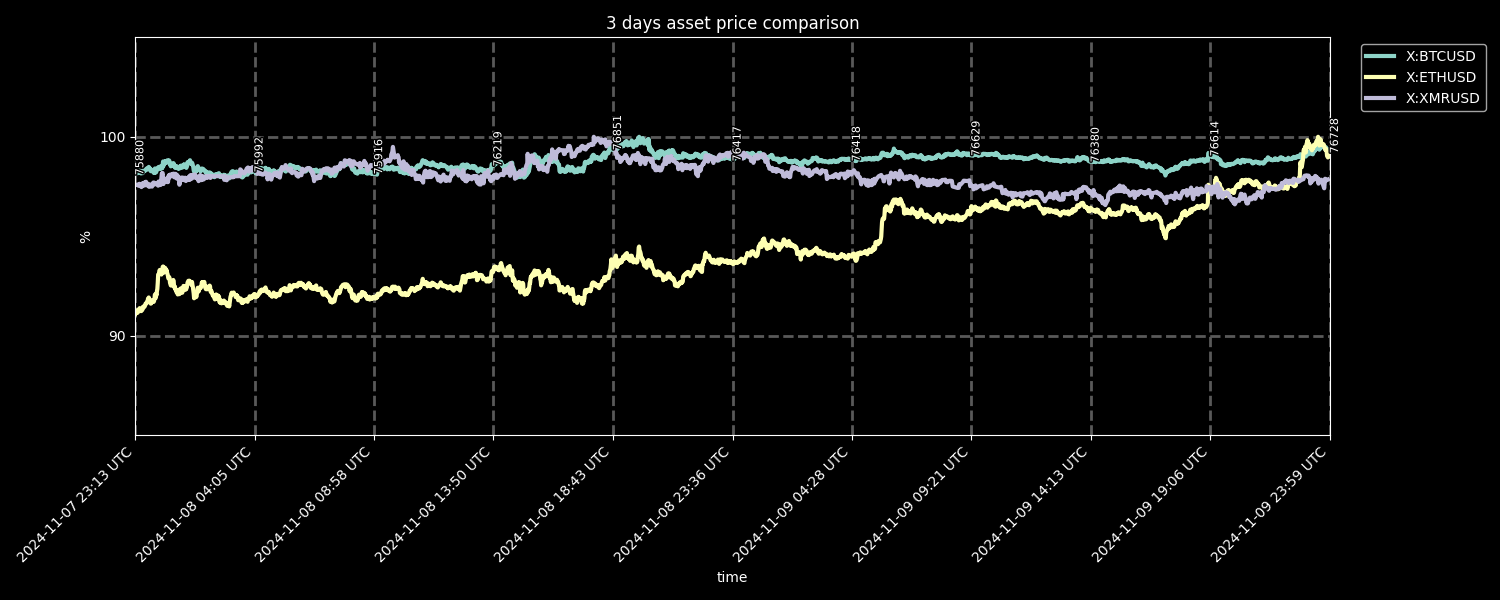 3 days asset price comparison
X:BTCUSD
X:ETHUSD
X:XMRUSD
100
90
%
75880
75992
75916
76219
76851
76417
76418
76629
76380
76614
76728
2024-11-07 23:13 UTC
2024-11-08 04:05 UTC
2024-11-08 08:58 UTC
2024-11-08 13:50 UTC
2024-11-08 18:43 UTC
2024-11-08 23:36 UTC
2024-11-09 04:28 UTC
2024-11-09 09:21 UTC
2024-11-09 14:13 UTC
2024-11-09 19:06 UTC
2024-11-09 23:59 UTC
time